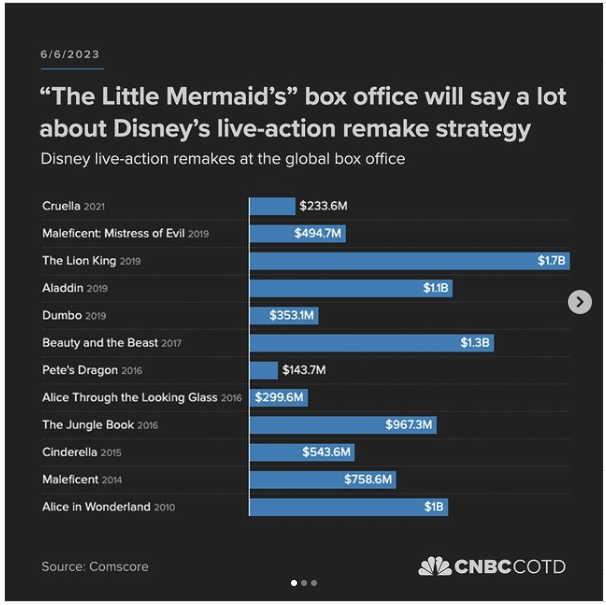 6/6/2023
“The Little Mermaid’s” box office will say a lot
about Disney’s live-action remake strategy
Disney live-action remakes at the global box office
Cruella 2021 $233.6M
Maleficent: Mistress of Evil 2019 $494.7M
The Lion King 2019 $1.7B
Aladdin 2019 $1.1B
Dumbo 2019 $353.1M
Beauty and the Beast 2017 $1.3B
Pete's Dragon 2016 $143.7M
Alice Through the Looking Glass 2016 $299.6M
The Jungle Book 2016 $967.3M
Cinderella 2015 $543.6M
Maleficent 2014 $758.6M
Alice in Wonderland 2010 $1B
Source: Comscore
CNBCCOTD